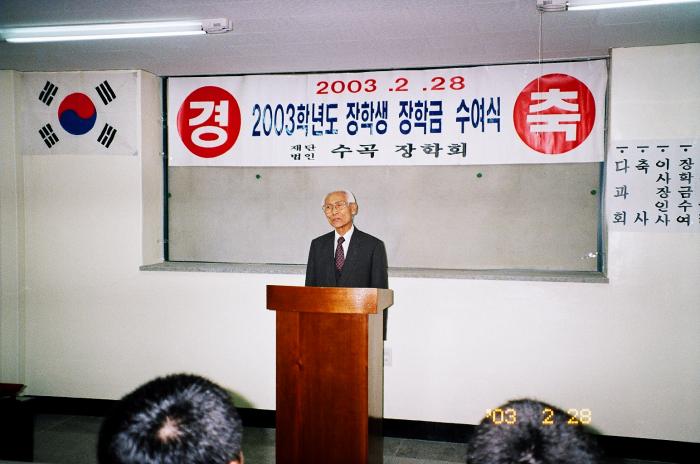 2003 . 2 . 28
경 2003학년도 장학생 장학금 수여식 축
재단
법인 수곡 장학회
장학금수여
이사장인사
축사
다과회
'03 2 28